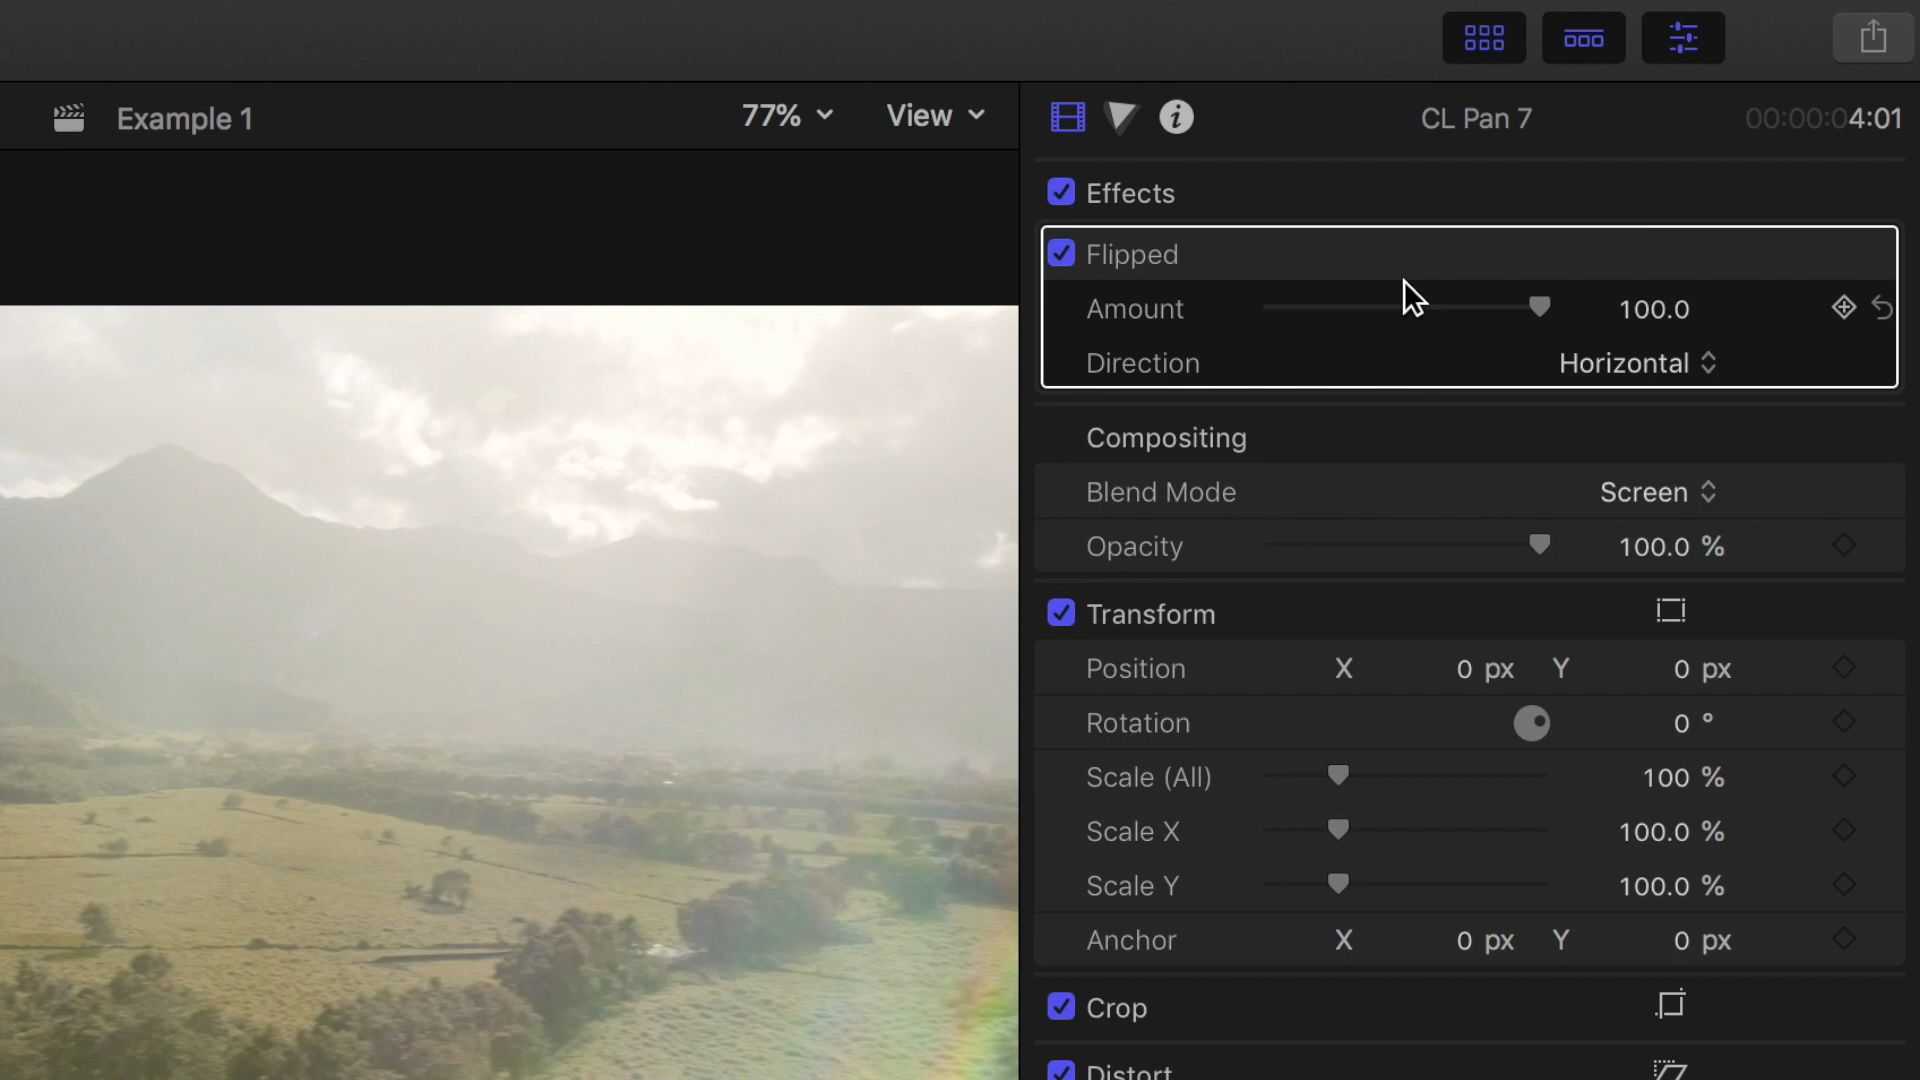 Example 1
77%
View
CL Pan 7
00:00:04:01
Effects
Flipped
Amount 100.0
Direction Horizontal
Compositing
Blend Mode Screen
Opacity 100.0 %
Transform
Position X 0 px Y 0 px
Rotation 0 °
Scale (All) 100 %
Scale X 100.0 %
Scale Y 100.0 %
Anchor X 0 px Y 0 px
Crop
Distort